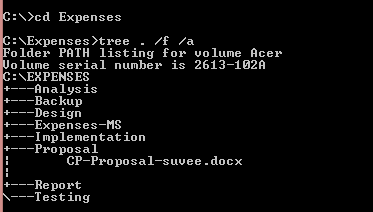 C:\>cd Expenses
C:\Expenses>tree . /f /a
Folder PATH listing for volume Acer
Volume serial number is 2613-102A
C:\EXPENSES
+---Analysis
+---Backup
+---Design
+---Expenses-MS
+---Implementation
+---Proposal
¦       CP-Proposal-suvee.docx
¦
+---Report
\---Testing